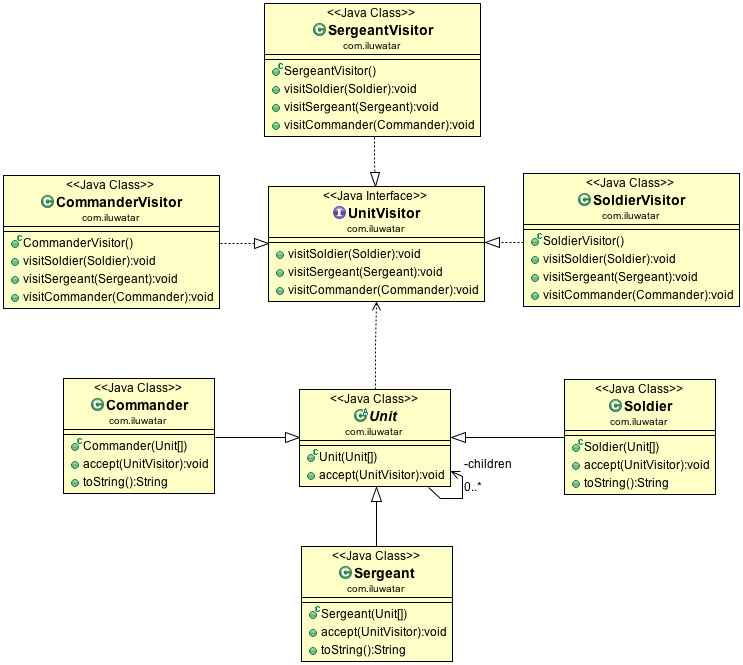 <<Java Class>>
SergeantVisitor
com.iluwatar
SergeantVisitor()
visitSoldier(Soldier):void
visitSergeant(Sergeant):void
visitCommander(Commander):void
<<Java Class>>
CommanderVisitor
com.iluwatar
CommanderVisitor()
visitSoldier(Soldier):void
visitSergeant(Sergeant):void
visitCommander(Commander):void
<<Java Interface>>
UnitVisitor
com.iluwatar
visitSoldier(Soldier):void
visitSergeant(Sergeant):void
visitCommander(Commander):void
<<Java Class>>
SoldierVisitor
com.iluwatar
SoldierVisitor()
visitSoldier(Soldier):void
visitSergeant(Sergeant):void
visitCommander(Commander):void
<<Java Class>>
Commander
com.iluwatar
Commander(Unit[])
accept(UnitVisitor):void
toString():String
<<Java Class>>
Unit
com.iluwatar
Unit(Unit[])
accept(UnitVisitor):void
-children
0..*
<<Java Class>>
Soldier
com.iluwatar
Soldier(Unit[])
accept(UnitVisitor):void
toString():String
<<Java Class>>
Sergeant
com.iluwatar
Sergeant(Unit[])
accept(UnitVisitor):void
toString():String